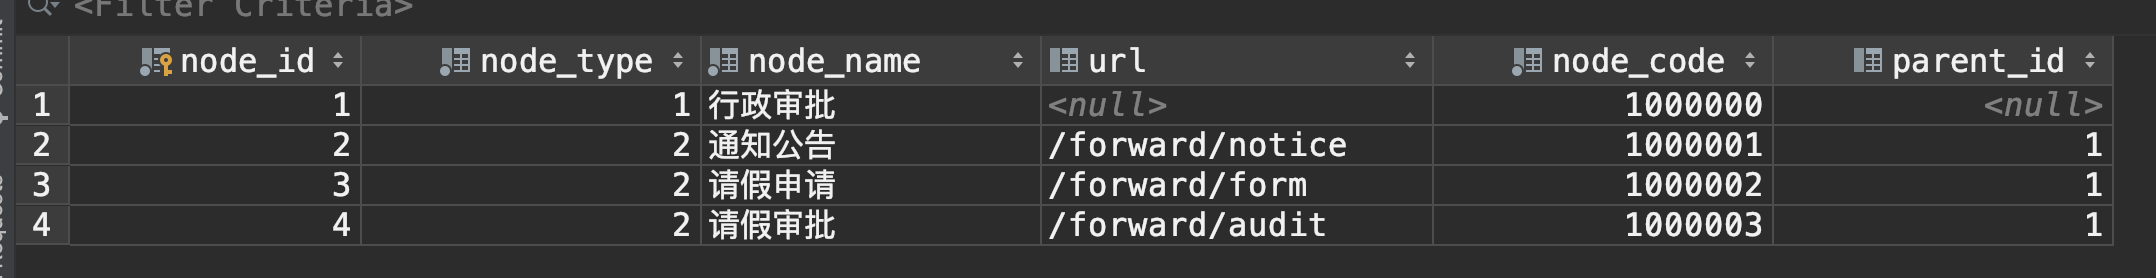 <Filter Criteria>
node_id node_type node_name url node_code parent_id
1 1 1 行政审批 <null> 1000000 <null>
2 2 2 通知公告 /forward/notice 1000001 1
3 3 2 请假申请 /forward/form 1000002 1
4 4 2 请假审批 /forward/audit 1000003 1